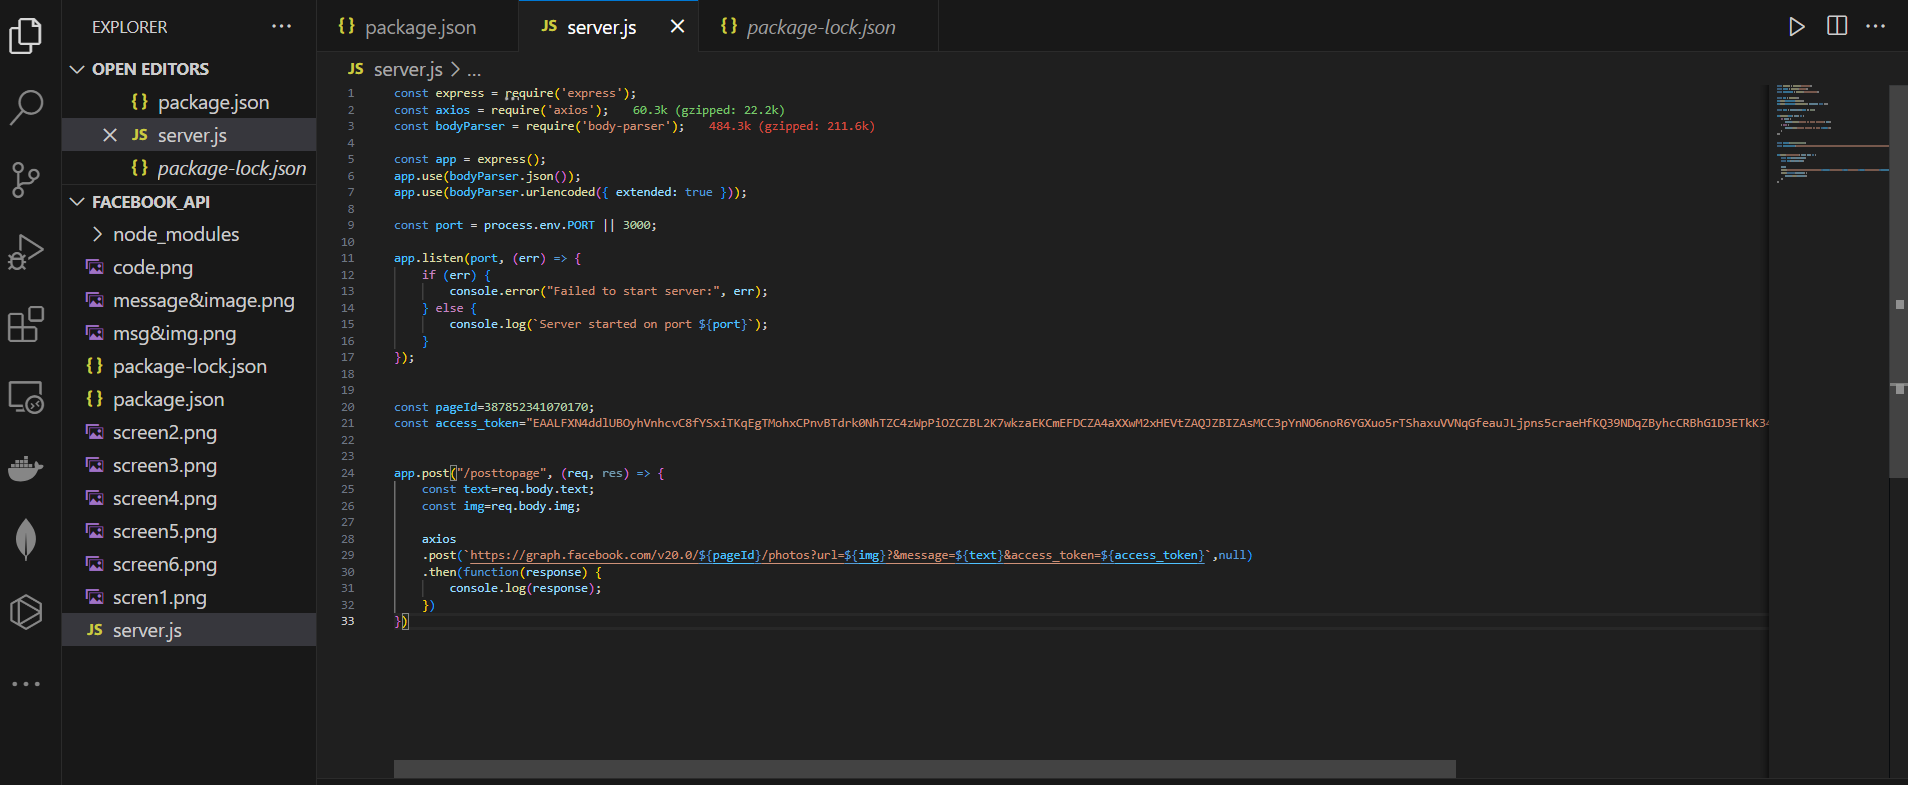 EXPLORER
OPEN EDITORS
package.json
server.js
package-lock.json
FACEBOOK_API
node_modules
code.png
message&image.png
msg&img.png
package-lock.json
package.json
screen2.png
screen3.png
screen4.png
screen5.png
screen6.png
scren1.png
JS server.js
{} package.json
JS server.js
{} package-lock.json
JS server.js > ...
1 const express = require('express');
2 const axios = require('axios'); 60.3k (gzipped: 22.2k)
3 const bodyParser = require('body-parser'); 484.3k (gzipped: 211.6k)
4
5 const app = express();
6 app.use(bodyParser.json());
7 app.use(bodyParser.urlencoded({ extended: true }));
8
9 const port = process.env.PORT || 3000;
10
11 app.listen(port, (err) => {
12 if (err) {
13 console.error("Failed to start server:", err);
14 } else {
15 console.log(`Server started on port ${port}`);
16 }
17 });
18
19
20 const pageId=387852341070170;
21 const access_token="
22
23
24 app.post("/posttopage", (req, res) => {
25 const text=req.body.text;
26 const img=req.body.img;
27
28 axios
29 .post(`https://graph.facebook.com/v20.0/${pageId}/photos?url=${img}?&message=${text}&access_token=${access_token}`,null)
30 .then(function(response) {
31 console.log(response);
32 })
33 })